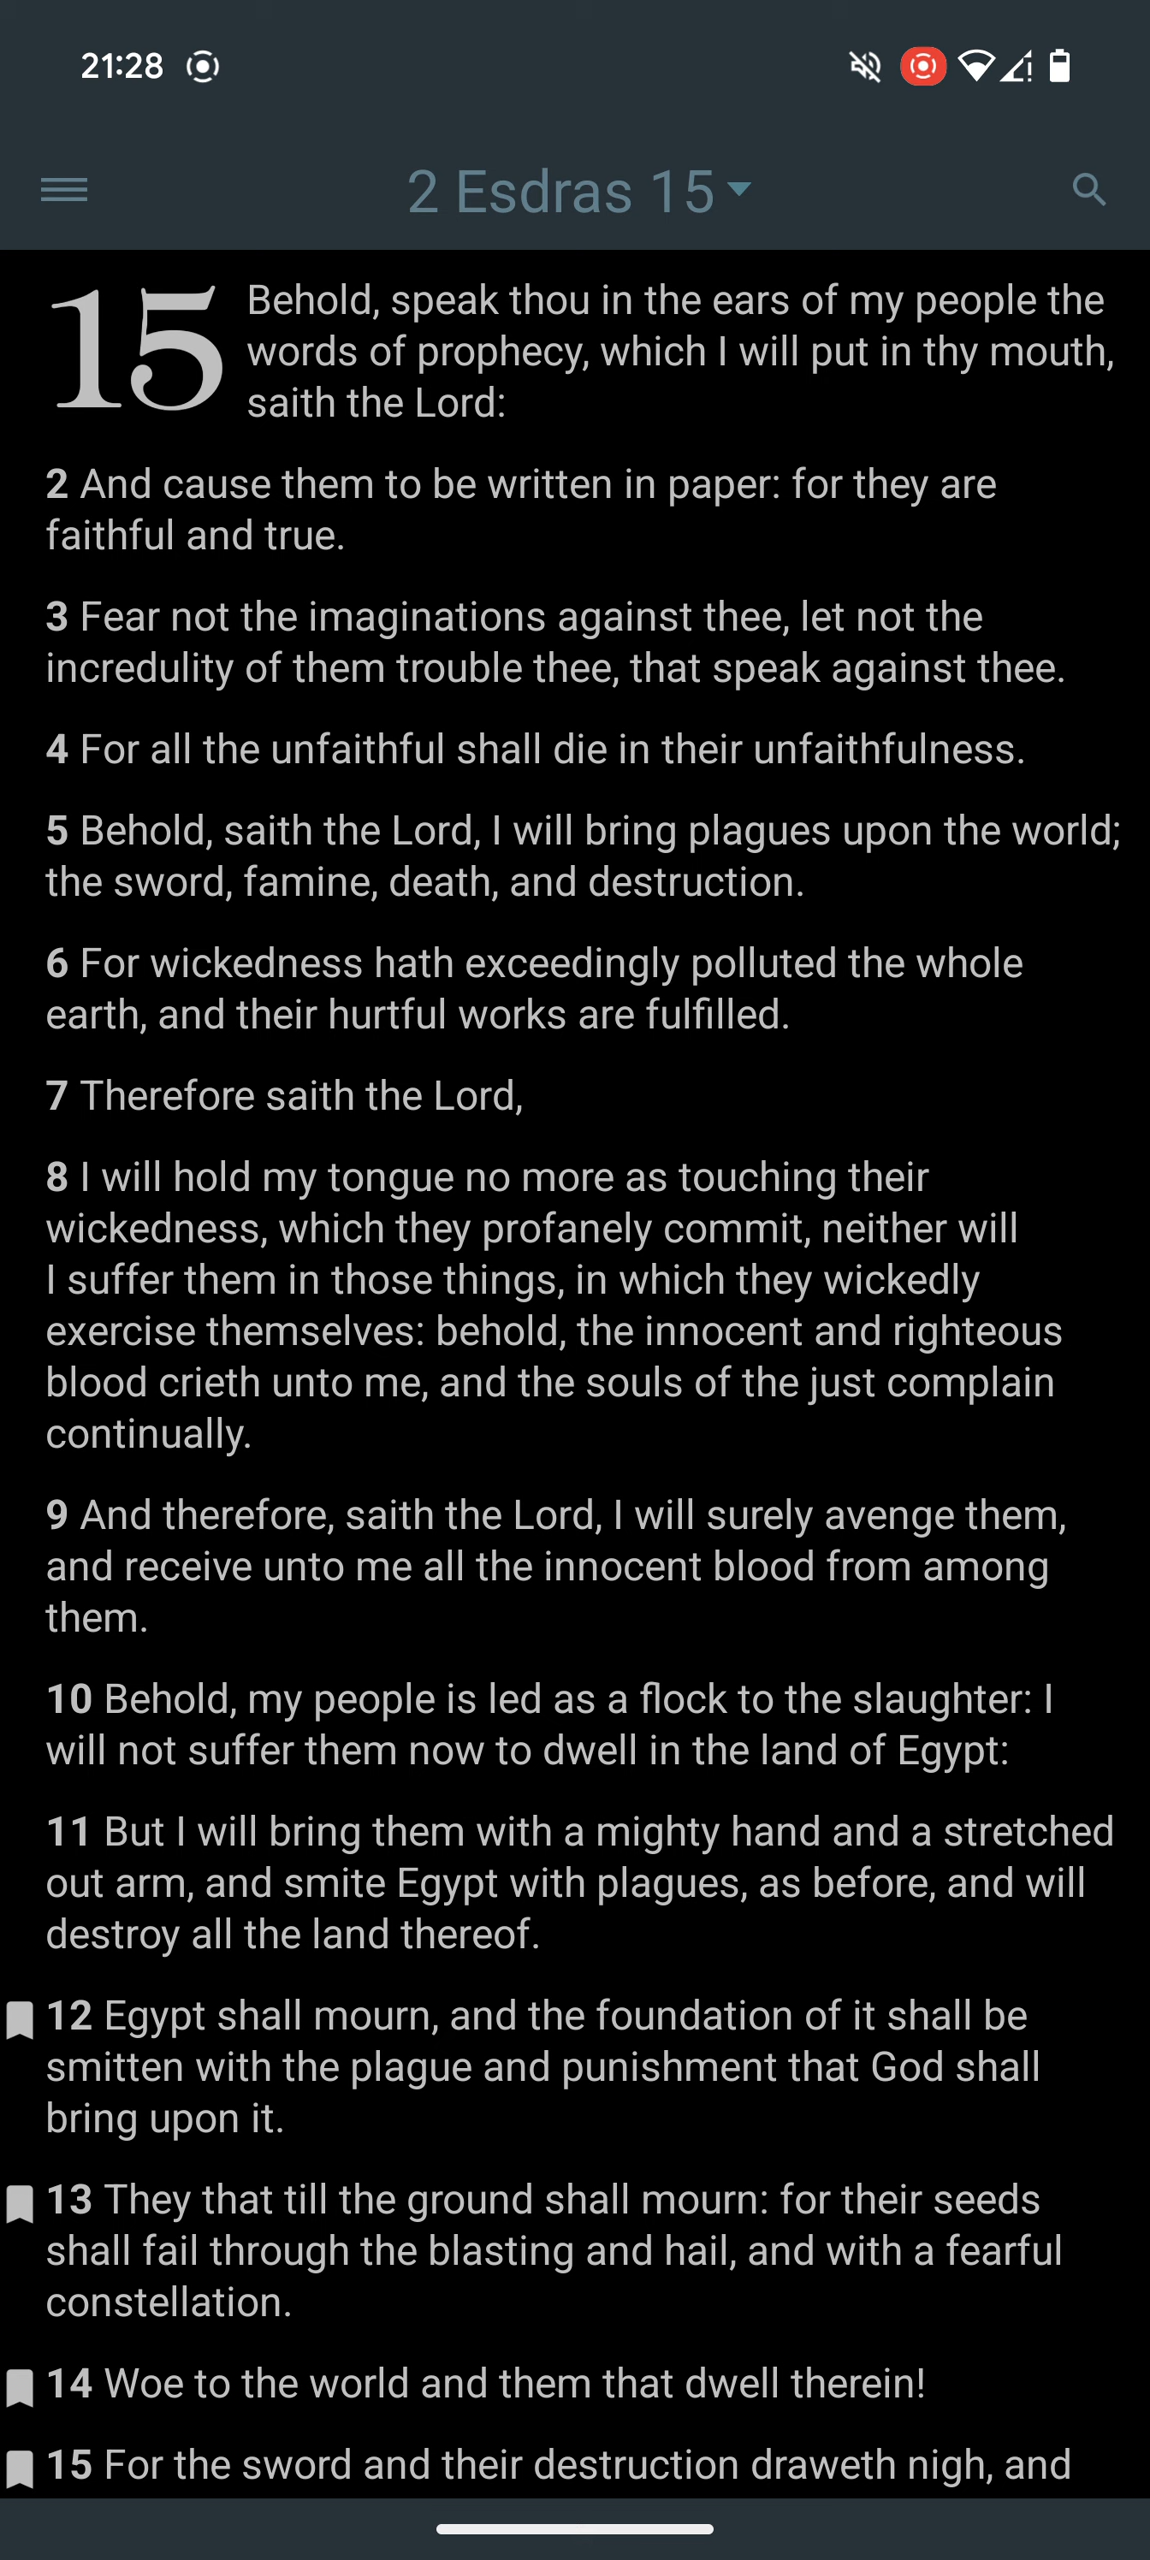 21:28
2 Esdras 15
15 Behold, speak thou in the ears of my people the
words of prophecy, which I will put in thy mouth,
saith the Lord:
2 And cause them to be written in paper: for they are
faithful and true.
3 Fear not the imaginations against thee, let not the
incredulity of them trouble thee, that speak against thee.
4 For all the unfaithful shall die in their unfaithfulness.
5 Behold, saith the Lord, I will bring plagues upon the world;
the sword, famine, death, and destruction.
6 For wickedness hath exceedingly polluted the whole
earth, and their hurtful works are fulfilled.
7 Therefore saith the Lord,
8 I will hold my tongue no more as touching their
wickedness, which they profanely commit, neither will
I suffer them in those things, in which they wickedly
exercise themselves: behold, the innocent and righteous
blood crieth unto me, and the souls of the just complain
continually.
9 And therefore, saith the Lord, I will surely avenge them,
and receive unto me all the innocent blood from among
them.
10 Behold, my people is led as a flock to the slaughter: I
will not suffer them now to dwell in the land of Egypt:
11 But I will bring them with a mighty hand and a stretched
out arm, and smite Egypt with plagues, as before, and will
destroy all the land thereof.
12 Egypt shall mourn, and the foundation of it shall be
smitten with the plague and punishment that God shall
bring upon it.
13 They that till the ground shall mourn: for their seeds
shall fail through the blasting and hail, and with a fearful
constellation.
14 Woe to the world and them that dwell therein!
15 For the sword and their destruction draweth nigh, and